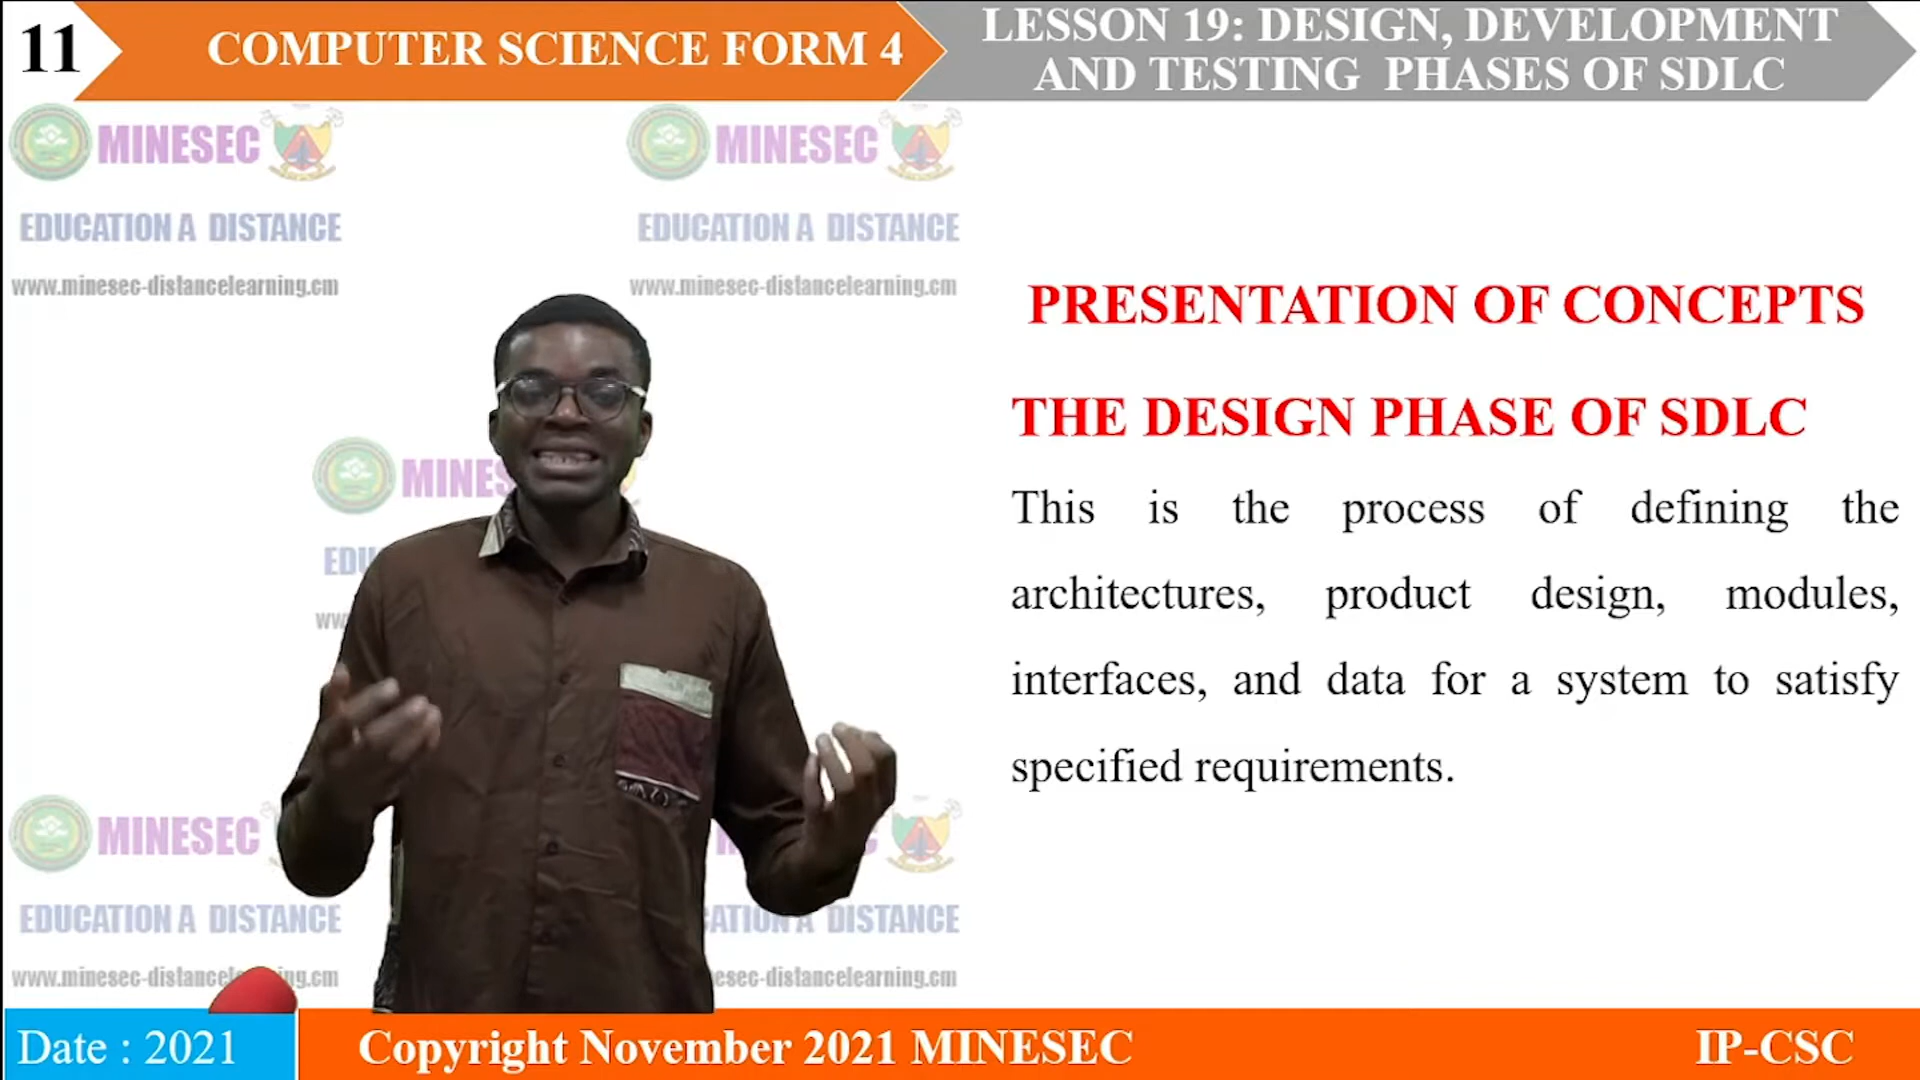 11
COMPUTER SCIENCE FORM 4
LESSON 19: DESIGN, DEVELOPMENT
AND TESTING PHASES OF SDLC
MINESEC
MINESEC
EDUCATION A DISTANCE
EDUCATION A DISTANCE
www.minesec-distancelearning.cm
www.minesec-distancelearning.cm
PRESENTATION OF CONCEPTS
THE DESIGN PHASE OF SDLC
This is the process of defining the
architectures, product design, modules,
interfaces, and data for a system to satisfy
specified requirements.
MINESEC
EDUCATION A DISTANCE
DISTANCE
Date : 2021
Copyright November 2021 MINESEC
IP-CSC